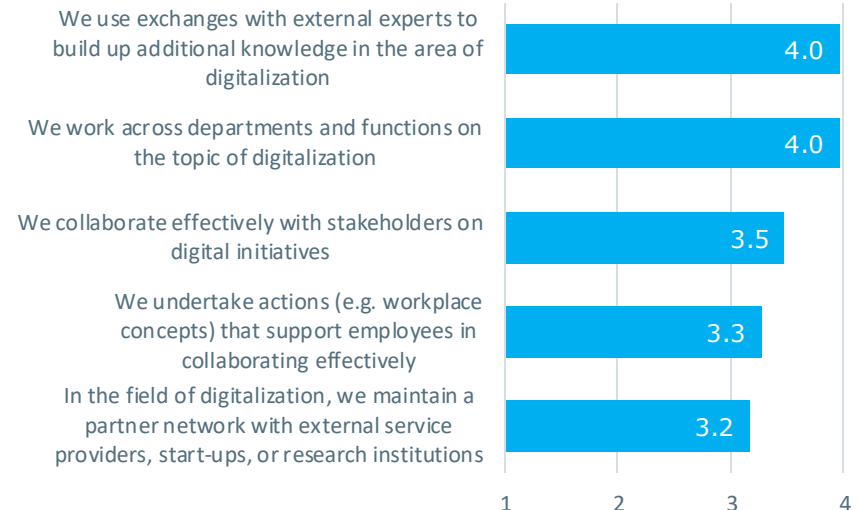 We use exchanges with external experts to
build up additional knowledge in the area of
digitalization
4.0
We work across departments and functions on
the topic of digitalization
4.0
We collaborate effectively with stakeholders on
digital initiatives
3.5
We undertake actions (e.g. workplace
concepts) that support employees in
collaborating effectively
3.3
In the field of digitalization, we maintain a
partner network with external service
providers, start-ups, or research institutions
3.2
1 2 3 4